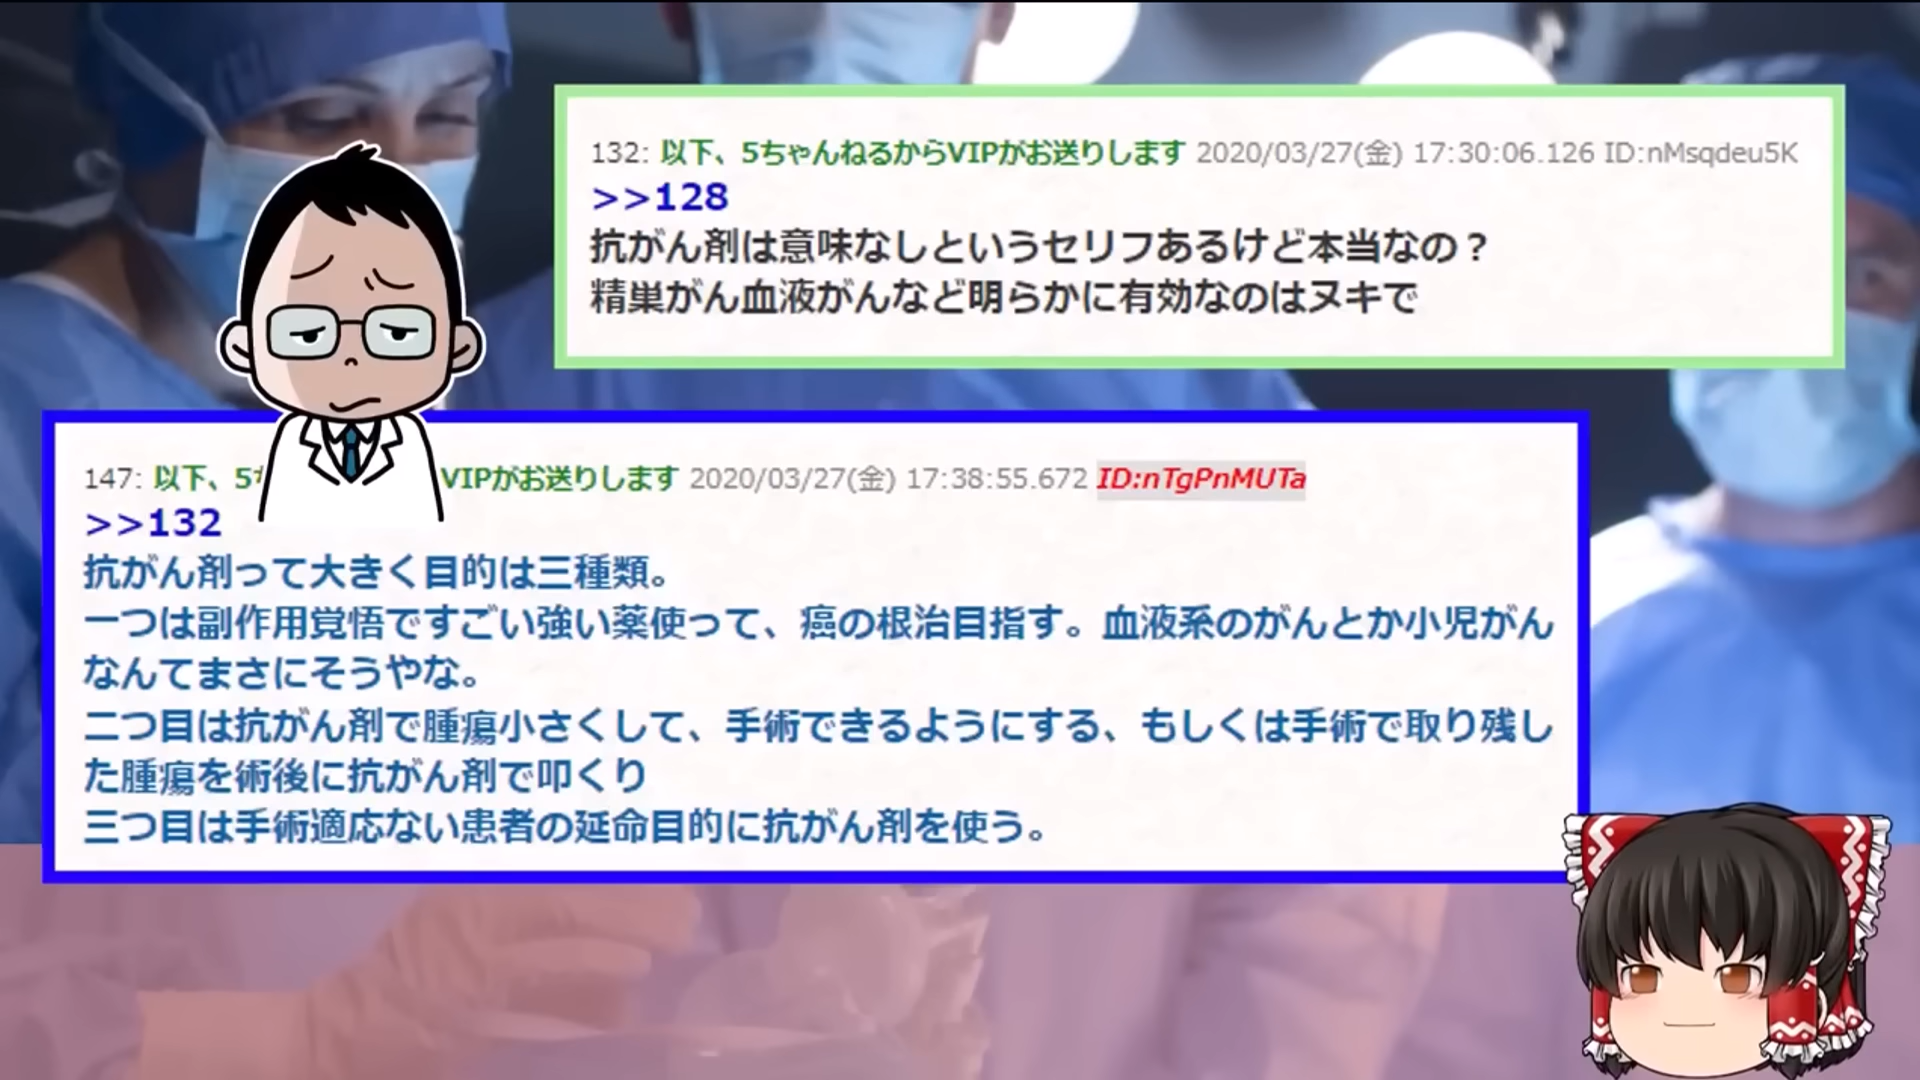 132: 以下、5ちゃんねるからVIPがお送りします 2020/03/27(金) 17:30:06.126 ID:nMsqdeu5K
>>128
抗がん剤は意味なしというセリフあるけど本当なの？
精巣がん血液がんなど明らかに有効なのはヌキで
147: 以下、5 VIPがお送りします 2020/03/27(金) 17:38:55.672 ID:nTgPnMUTa
>>132
抗がん剤って大きく目的は三種類。
一つは副作用覚悟ですごい強い薬使って、癌の根治目指す。血液系のがんとか小児がん
なんてまさにそうやな。
二つ目は抗がん剤で腫瘍小さくして、手術できるようにする、もしくは手術で取り残し
た腫瘍を術後に抗がん剤で叩くり
三つ目は手術適応ない患者の延命目的に抗がん剤を使う。